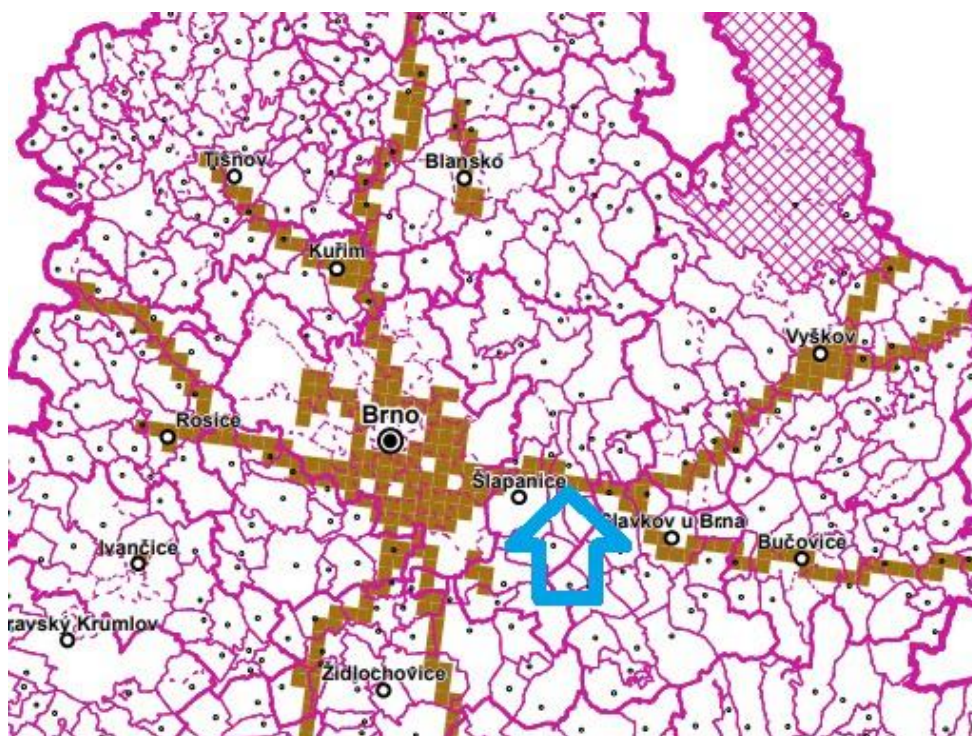 Tišnov
Blansko
Kuřim
Vyškov
Brno
Rosice
Šlapanice
Slavkov u Brna
Ivančice
Bučovice
ravský Krumlov
Židlochovice